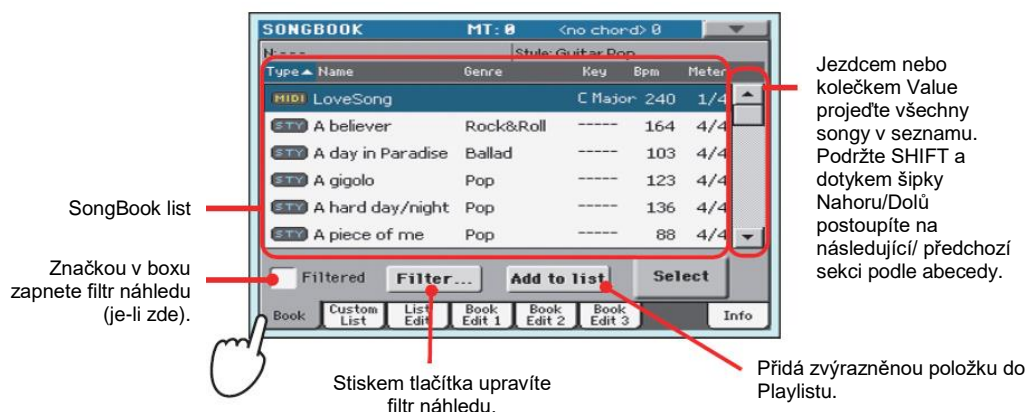 SONGBOOK MT: 0 <no chord> 0
N: - - - Style: Guitar Pop
Type Name Genre Key Bpm Meter
MIDI LoveSong C Major 240 1/4
STY A believer Rock&Roll ----- 164 4/4
STY A day in Paradise Ballad ----- 103 4/4
STY A gigolo Pop ----- 123 4/4
STY A hard day/night Pop ----- 136 4/4
STY A piece of me Pop ----- 88 4/4
Filtered Filter... Add to list Select
Book Custom List List Edit Book Edit 1 Book Edit 2 Book Edit 3 Info
SongBook list
Značkou v boxu
zapnete filtr náhledu
(je-li zde).
Stiskem tlačítka upravíte
filtr náhledu.
Jezdcem nebo
kolečkem Value
projeďte všechny
songy v seznamu.
Podržte SHIFT a
dotykem šipky
Nahoru/Dolů
postoupíte na
následující/ předchozí
sekci podle abecedy.
Přidá zvýrazněnou položku do
Playlistu.